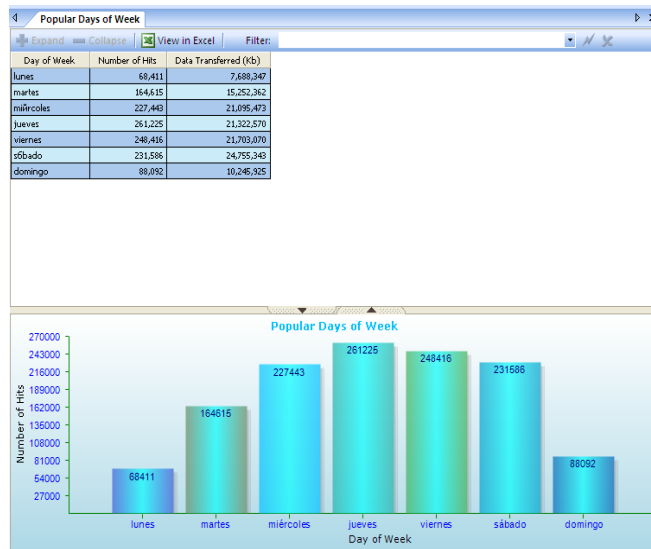 Popular Days of Week
Expand Collapse View in Excel Filter:
Day of Week Number of Hits Data Transferred (Kb)
lunes 68,411 7,688,347
martes 164,615 15,252,362
miñrcoles 227,443 21,095,473
jueves 261,225 21,322,570
viernes 248,416 21,703,070
sбbado 231,586 24,755,343
domingo 88,092 10,245,925
Popular Days of Week
270000
243000
216000
189000
162000
135000
108000
81000
54000
27000
Number of Hits
68411
164615
227443
261225
248416
231586
88092
lunes martes miércoles jueves viernes sábado domingo
Day of Week